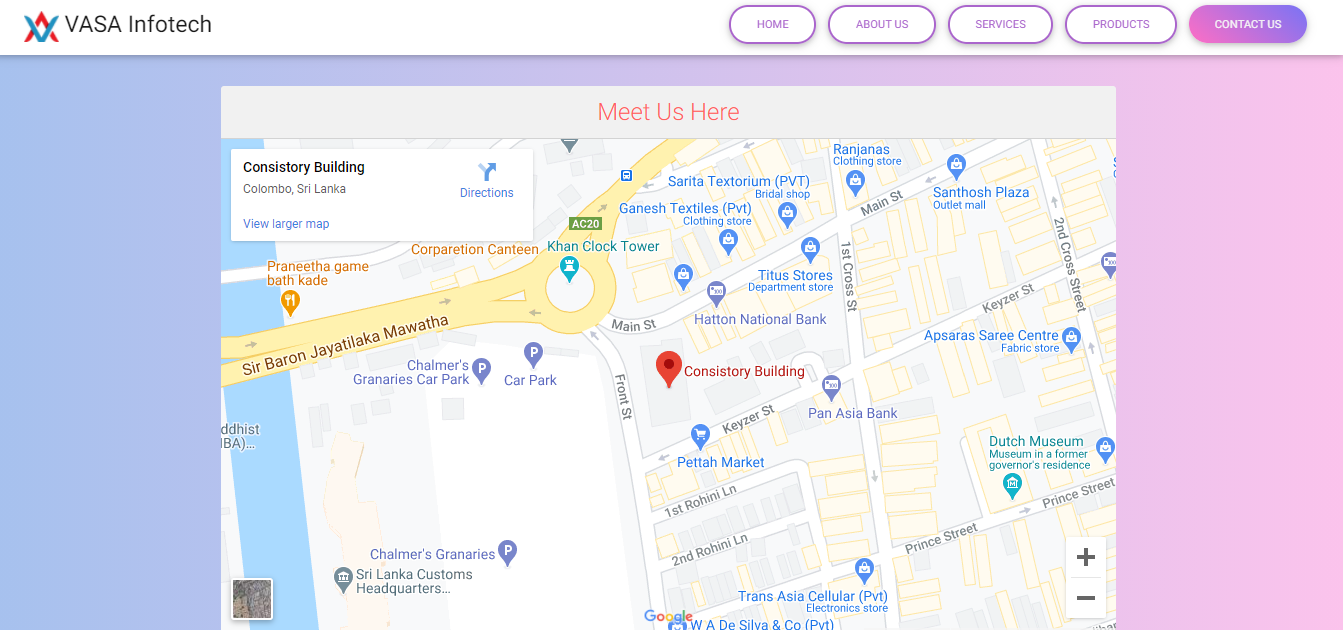 VASA Infotech
HOME
ABOUT US
SERVICES
PRODUCTS
CONTACT US
Meet Us Here
Consistory Building
Colombo, Sri Lanka
Directions
View larger map
Ranjanas
Clothing store
Sarita Textorium (PVT)
Bridal shop
Santhosh Plaza
Outlet mall
Main St
Ganesh Textiles (Pvt)
Clothing store
AC20
Corparetion Canteen
Khan Clock Tower
Praneetha game
bath kade
Titus Stores
Department store
1st Cross St
2nd Cross Street
Keyzer St
Hatton National Bank
Main St
Sir Baron Jayatilaka Mawatha
Apsaras Saree Centre
Fabric store
Chalmer's
Granaries Car Park
Car Park
Consistory Building
Front St
Pan Asia Bank
Keyzer St
ddhist
IBA)...
Dutch Museum
Museum in a former
governor's residence
Pettah Market
1st Rohini Ln
Prince Street
2nd Rohini Ln
Prince Street
Chalmer's Granaries
Sri Lanka Customs
Headquarters...
Trans Asia Cellular (Pvt)
Electronics store
Google
W A De Silva & Co (Pvt)